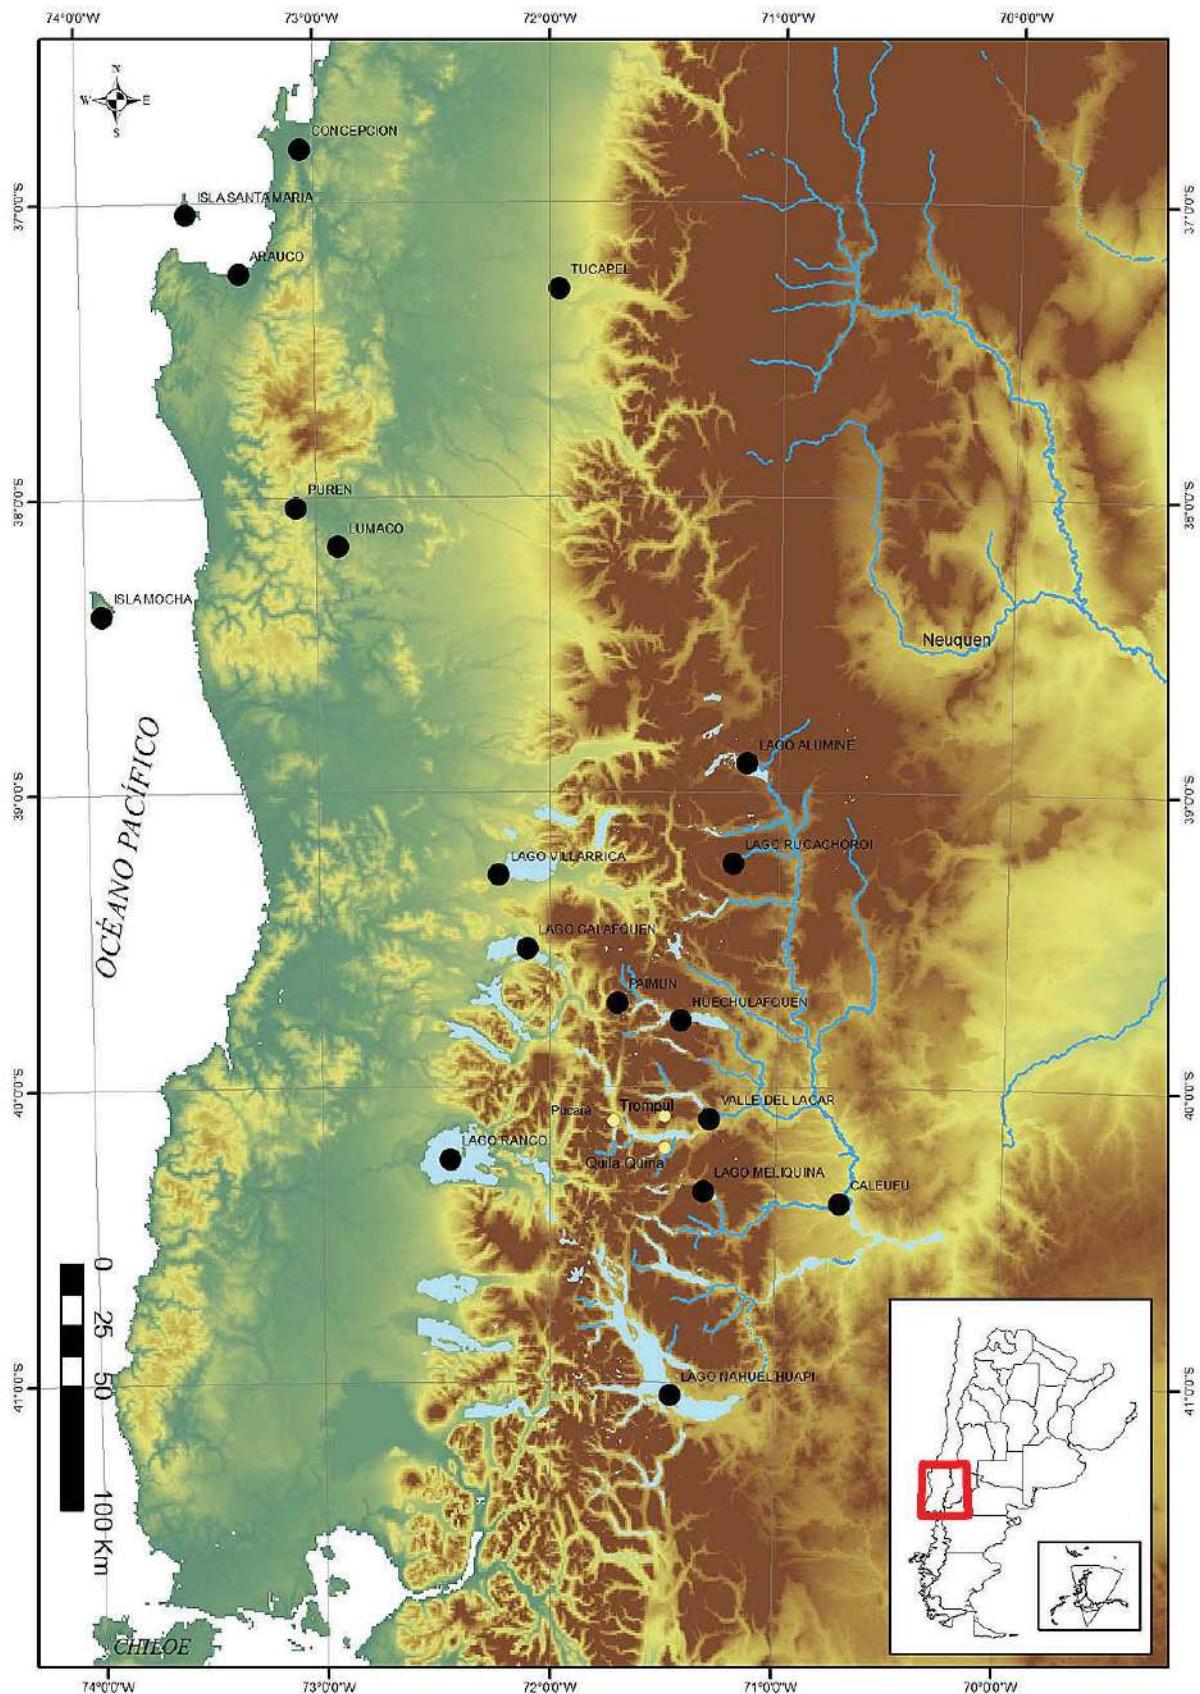 74°0'0"W 73°0'0"W 72°0'0"W 71°0'0"W 70°0'0"W
N
W E
S
CONCEPCION
ISLA SANTA MARIA
37°0'0"S 37°0'0"S
ARAUCO
TUCAPEL
PUREN
38°0'0"S 38°0'0"S
LUMACO
ISLA MOCHA
Neuquen
OCÉANO PACÍFICO
LAGO ALUMINE
39°0'0"S 39°0'0"S
LAGO RUCACHOROI
LAGO VILLARRICA
LAGO CALAFQUEN
PAIMUN
HUECHULAFQUEN
40°0'0"S 40°0'0"S
VALLE DEL LACAR
Pucará Trompul
LAGO RANCO
Quila Quina
LAGO MELIQUINA
CALEUFU
0 25 50 100 Km
LAGO NAHUEL HUAPI
41°0'0"S 41°0'0"S
CHILOE
74°0'0"W 73°0'0"W 72°0'0"W 71°0'0"W 70°0'0"W